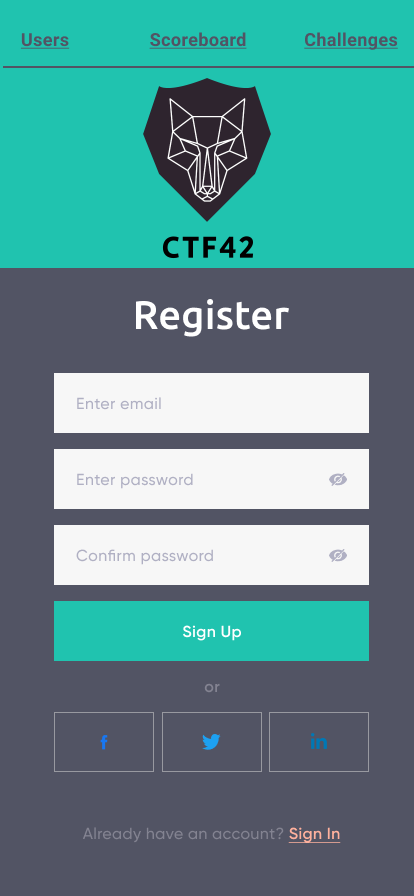 Users Scoreboard Challenges
CTF42
Register
Enter email
Enter password
Confirm password
Sign Up
or
f in
Already have an account? Sign In